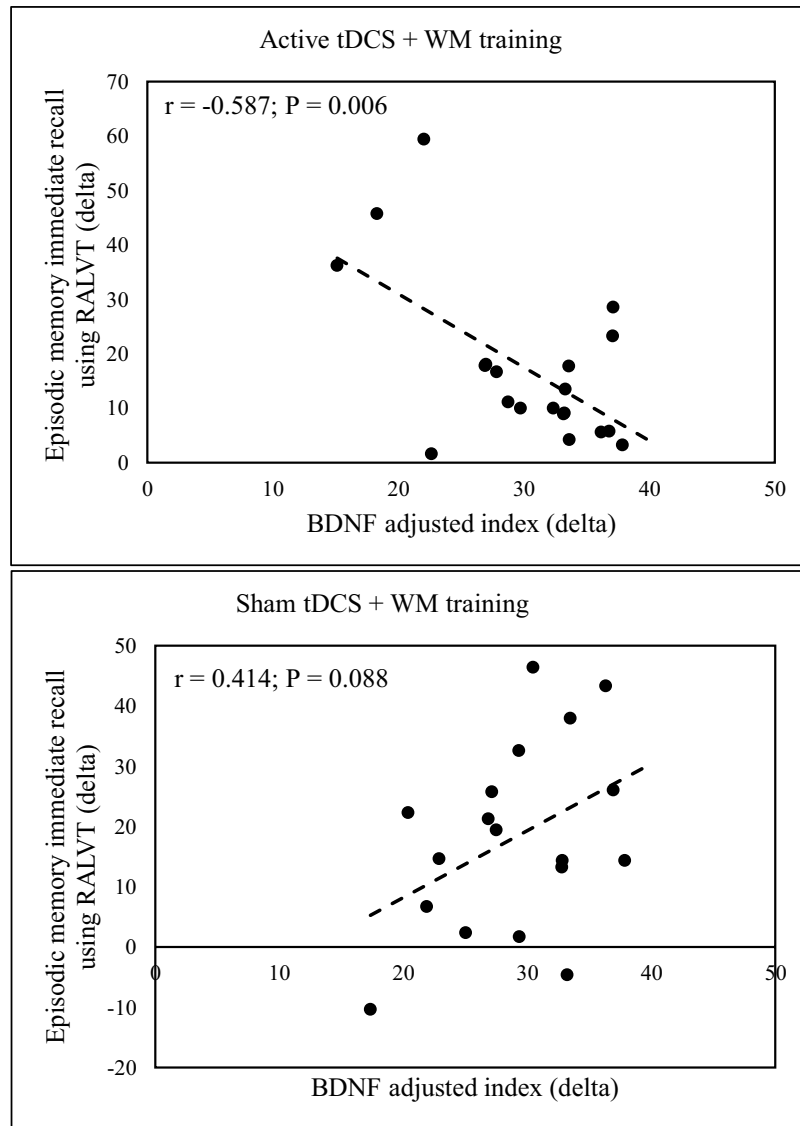 Active tDCS + WM training
r = -0.587; P = 0.006
Episodic memory immediate recall
using RALVT (delta)
70
60
50
40
30
20
10
0
0 10 20 30 40 50
BDNF adjusted index (delta)
Sham tDCS + WM training
r = 0.414; P = 0.088
Episodic memory immediate recall
using RALVT (delta)
50
40
30
20
10
0
-10
-20
0 10 20 30 40 50
BDNF adjusted index (delta)